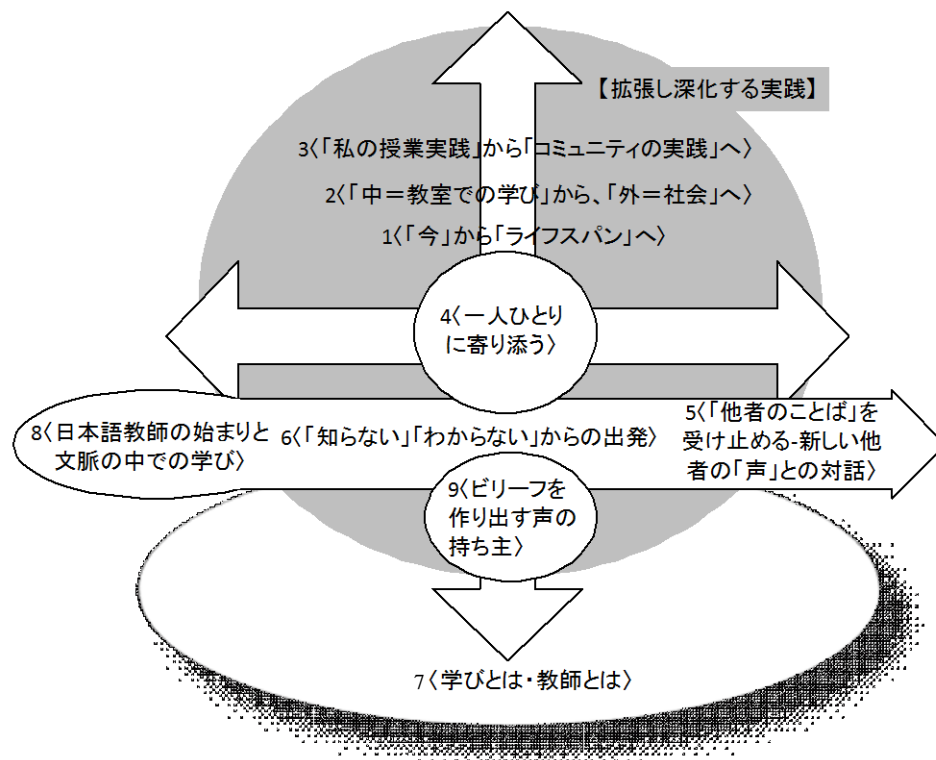 【拡張し深化する実践】
3〈「私の授業実践」から「コミュニティの実践」へ〉
2〈「中＝教室での学び」から、「外＝社会」へ〉
1〈「今」から「ライフスパン」へ〉
4〈一人ひとり
に寄り添う〉
8〈日本語教師の始まりと
文脈の中での学び〉
6〈「知らない」「わからない」からの出発〉
5〈「他者のことば」を
受け止める-新しい他
者の「声」との対話〉
9〈ビリーフを
作り出す声の
持ち主〉
7〈学びとは・教師とは〉